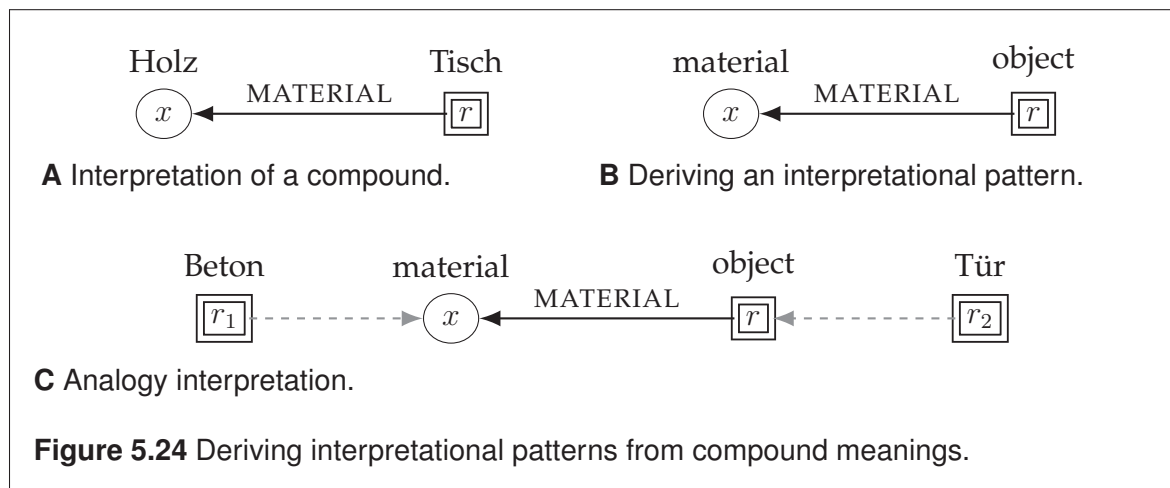 Holz Tisch
MATERIAL
x r
A Interpretation of a compound.
material object
MATERIAL
x r
B Deriving an interpretational pattern.
Beton material object Tür
MATERIAL
r₁ x r r₂
C Analogy interpretation.
Figure 5.24 Deriving interpretational patterns from compound meanings.